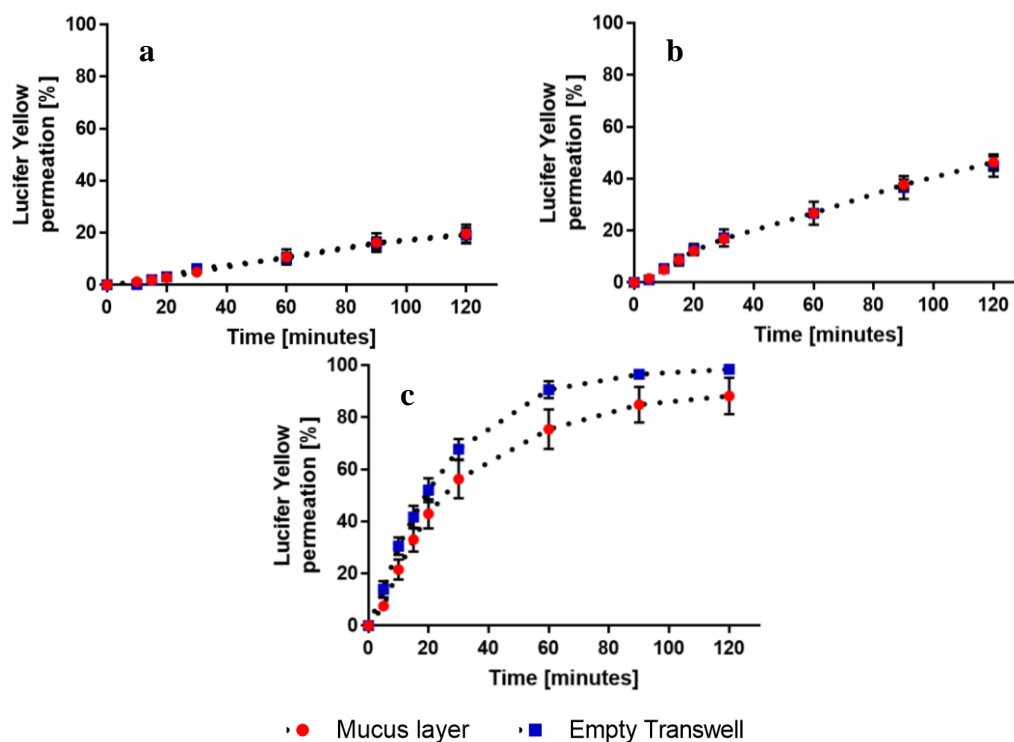 a
Lucifer Yellow
permeation [%]
100
80
60
40
20
0
0 20 40 60 80 100 120
Time [minutes]
b
Lucifer Yellow
permeation [%]
100
80
60
40
20
0
0 20 40 60 80 100 120
Time [minutes]
c
Lucifer Yellow
permeation [%]
100
80
60
40
20
0
0 20 40 60 80 100 120
Time [minutes]
Mucus layer Empty Transwell